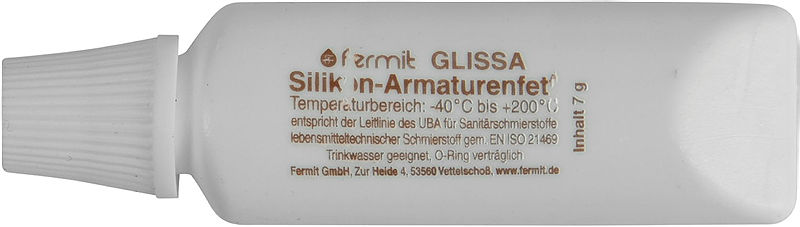 fermit GLISSA
Silikon-Armaturenfett
Temperaturbereich: -40°C bis +200°C
entspricht der Leitlinie des UBA für Sanitärschmierstoffe
lebensmitteltechnischer Schmierstoff gem. EN ISO 21469
Trinkwasser geeignet, O-Ring verträglich
Fermit GmbH, Zur Heide 4, 53560 Vettelschoß, www.fermit.de
Inhalt 7 g